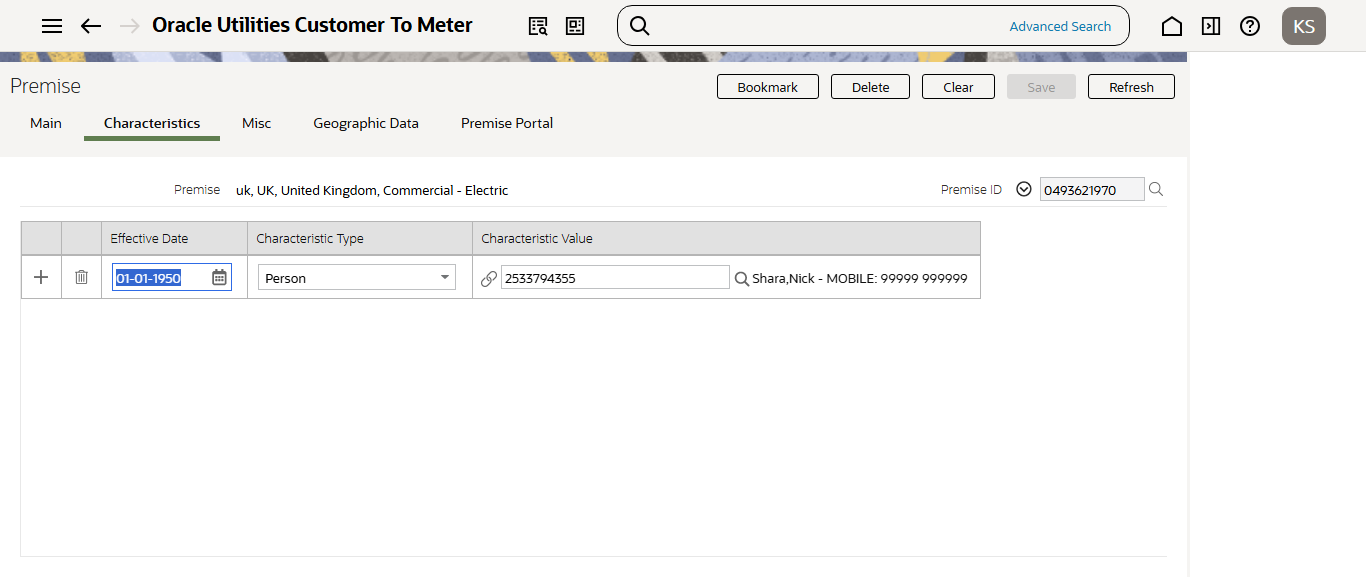 Oracle Utilities Customer To Meter
Advanced Search
KS
Premise
Bookmark Delete Clear Save Refresh
Main Characteristics Misc Geographic Data Premise Portal
Premise uk, UK, United Kingdom, Commercial - Electric Premise ID 0493621970
Effective Date Characteristic Type Characteristic Value
01-01-1950 Person 2533794355 Shara,Nick - MOBILE: 99999 999999